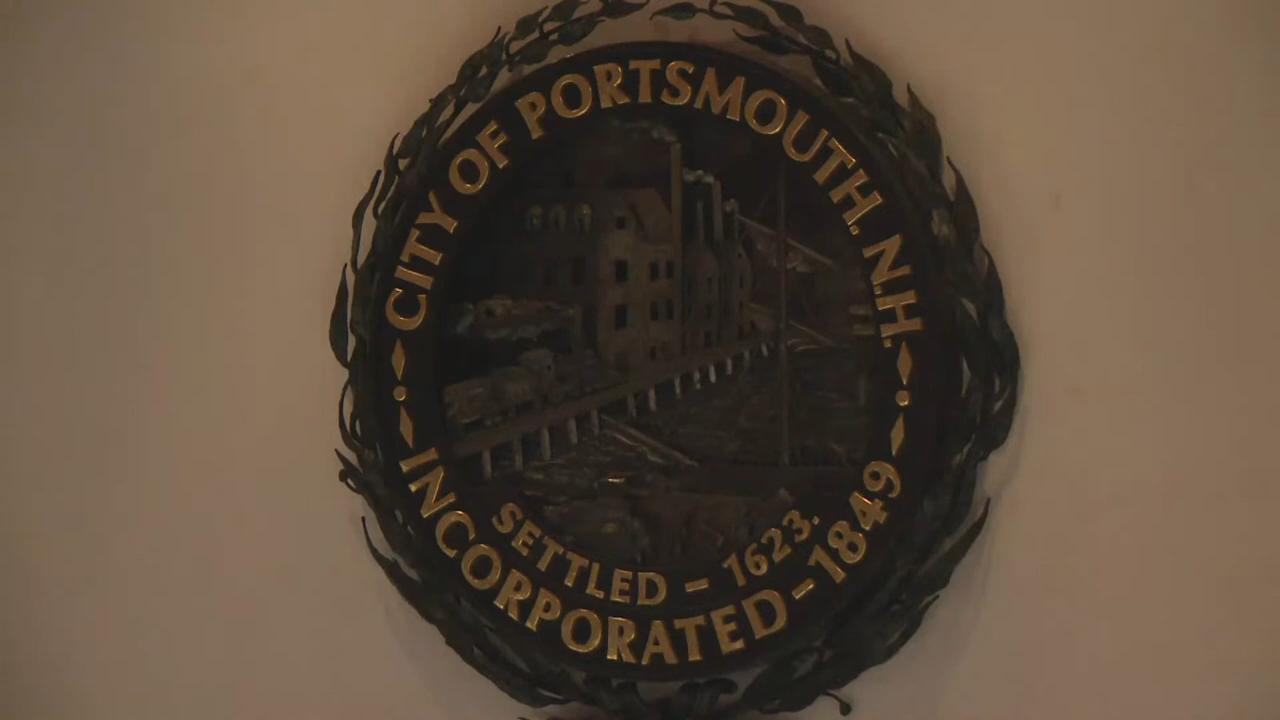 CITY OF PORTSMOUTH. N.H.
SETTLED – 1623.
INCORPORATED – 1849